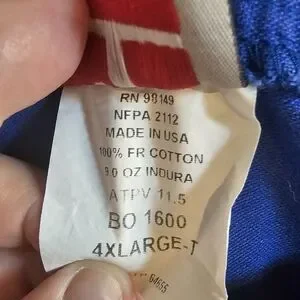 RN 99149
NFPA 2112
MADE IN USA
100% FR COTTON
9.0 OZ INDURA
ATPV 11.5
BO 1600
4XLARGE-T